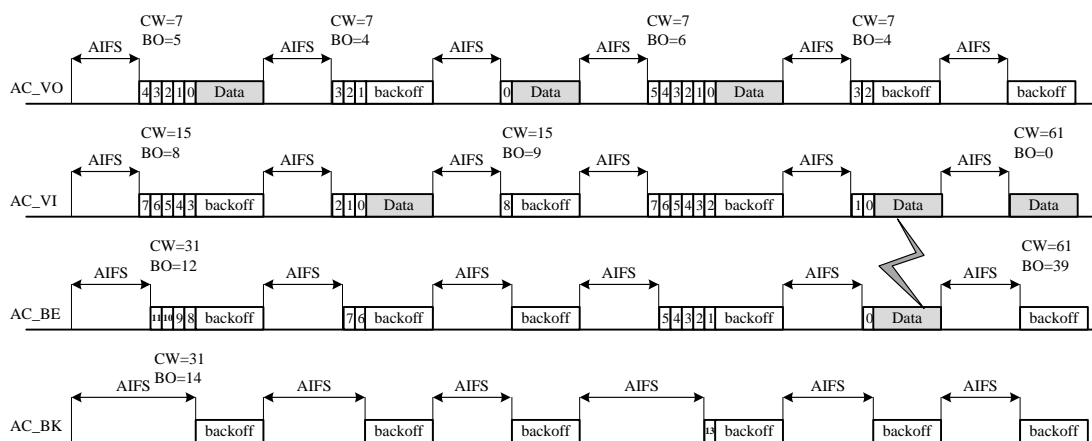 CW=7
BO=5
CW=7
BO=4
CW=7
BO=6
CW=7
BO=4
AIFS AIFS AIFS AIFS AIFS AIFS
AC_VO 4 3 2 1 0 Data 3 2 1 backoff 0 Data 5 4 3 2 1 0 Data 3 2 backoff backoff
CW=15
BO=8
CW=15
BO=9
CW=61
BO=0
AIFS AIFS AIFS AIFS AIFS AIFS
AC_VI 7 6 5 4 3 backoff 2 1 0 Data 8 backoff 7 6 5 4 3 2 backoff 1 0 Data Data
CW=31
BO=12
CW=61
BO=39
AIFS AIFS AIFS AIFS AIFS AIFS
AC_BE 11 10 9 8 backoff 7 6 backoff backoff 5 4 3 2 1 backoff 0 Data backoff
CW=31
BO=14
AIFS AIFS AIFS AIFS AIFS AIFS
AC_BK backoff backoff backoff 13 backoff backoff backoff